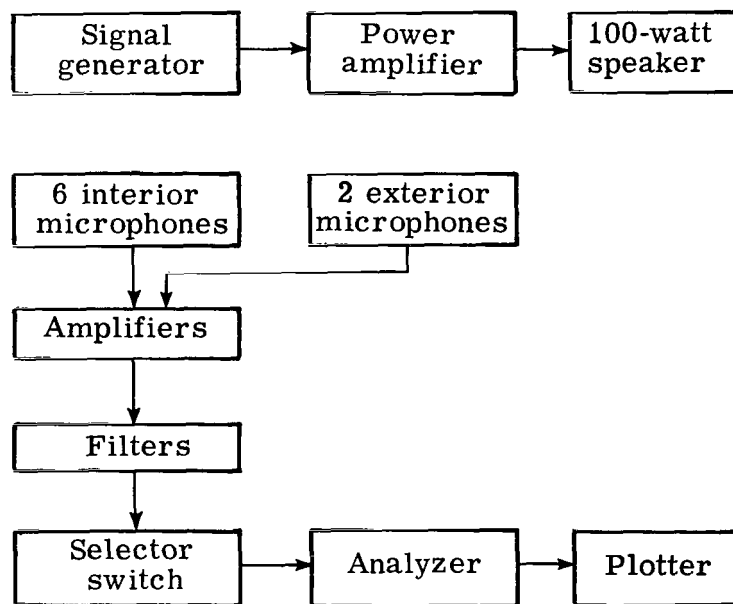 Signal
generator
Power
amplifier
100-watt
speaker
6 interior
microphones
2 exterior
microphones
Amplifiers
Filters
Selector
switch
Analyzer
Plotter